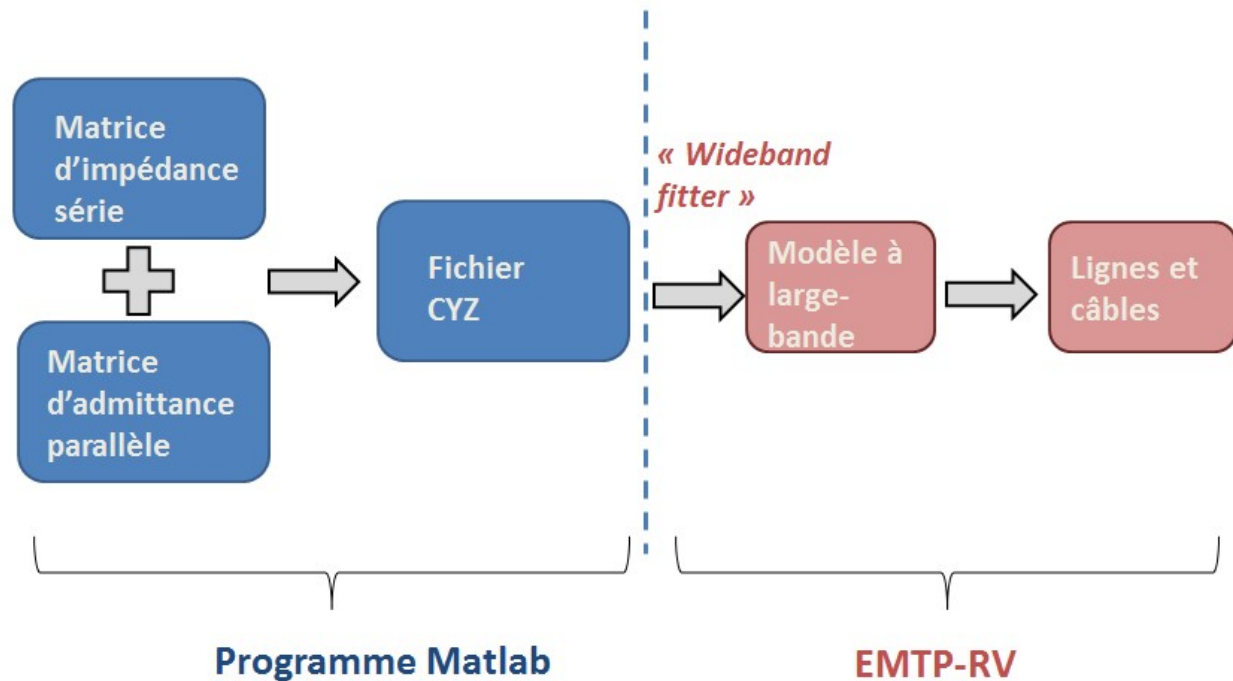 Matrice
d'impédance
série
Matrice
d'admittance
parallèle
Fichier
CYZ
« Wideband
fitter »
Modèle à
large-
bande
Lignes et
câbles
Programme Matlab
EMTP-RV